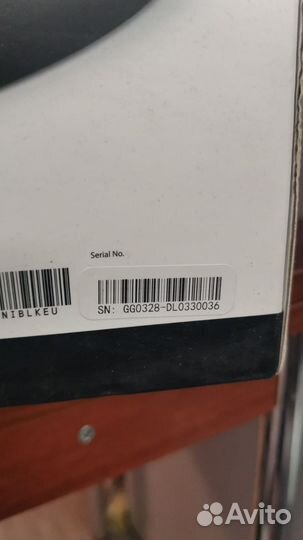 Serial No.
NIBLKEU
SN: GG0328-DL0330036
Avito